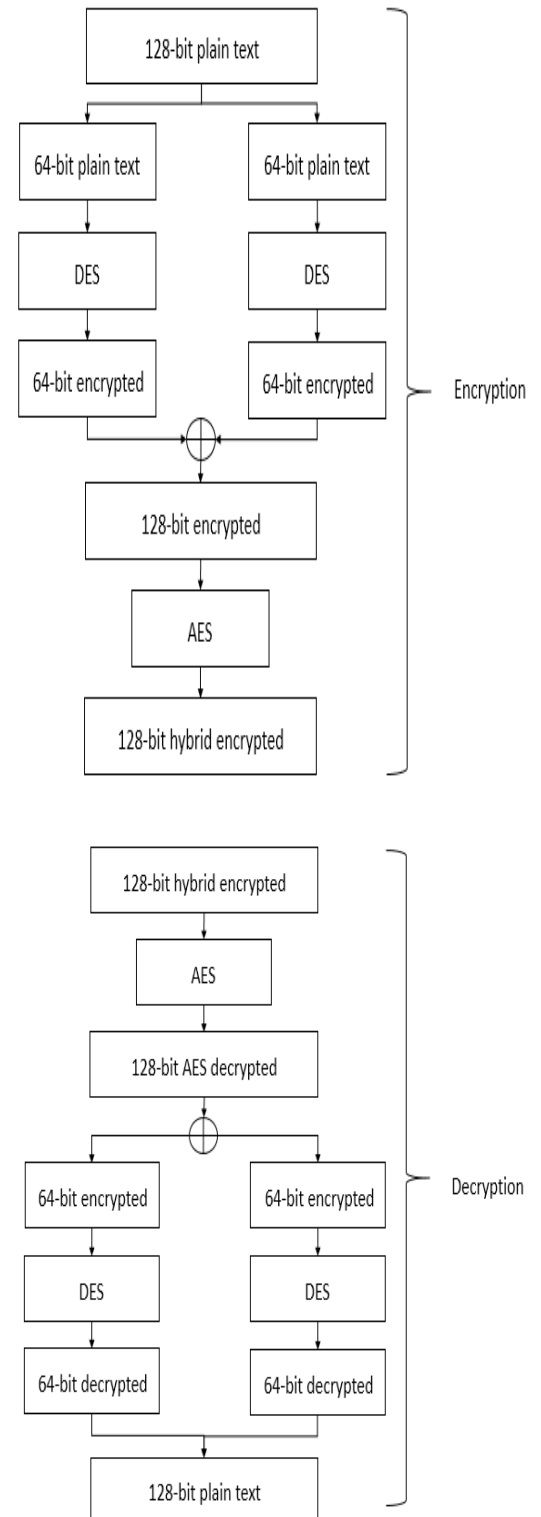 128-bit plain text
64-bit plain text
64-bit plain text
DES
DES
64-bit encrypted
64-bit encrypted
128-bit encrypted
AES
128-bit hybrid encrypted
Encryption
128-bit hybrid encrypted
AES
128-bit AES decrypted
64-bit encrypted
64-bit encrypted
DES
DES
64-bit decrypted
64-bit decrypted
128-bit plain text
Decryption